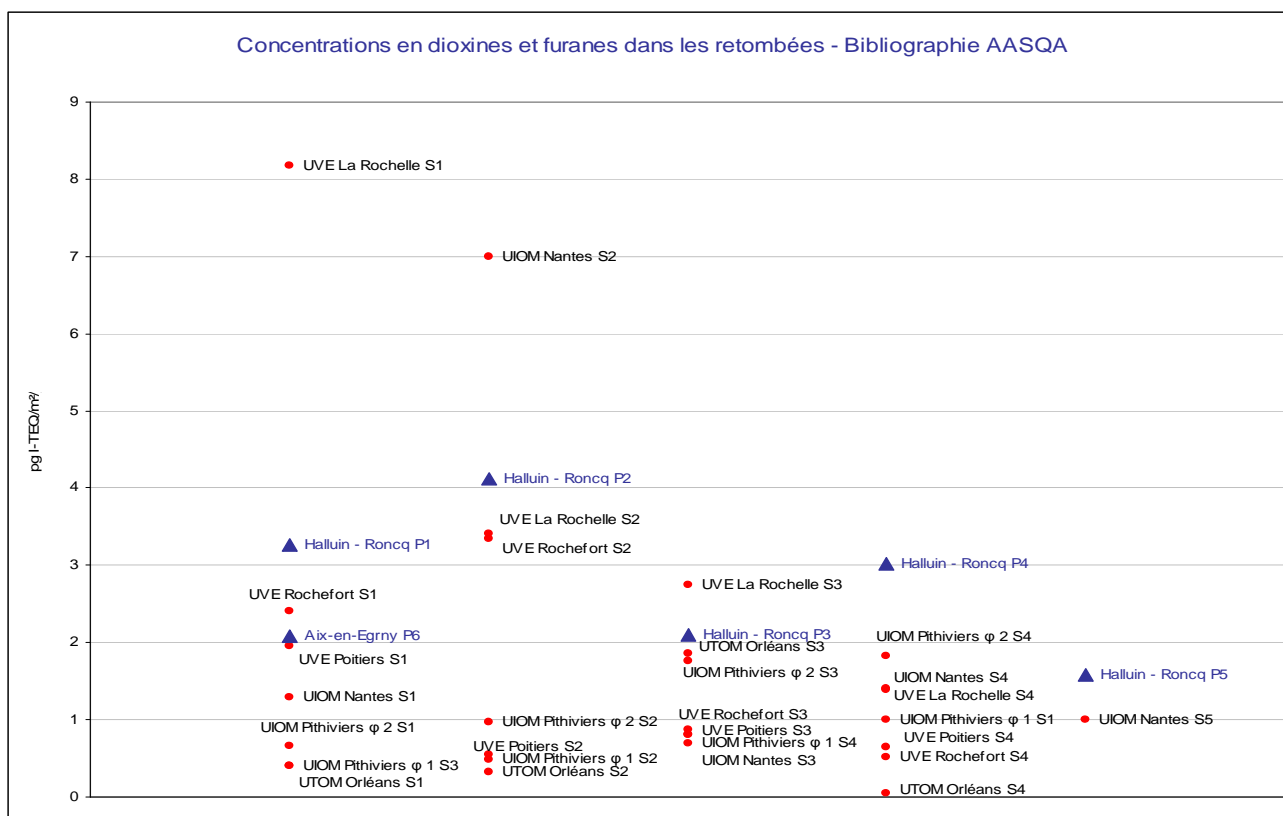 Concentrations en dioxines et furanes dans les retombées - Bibliographie AASQA
9
8
7
6
5
4
3
2
1
0
pg I-TEQ/m²/
UVE La Rochelle S1
Halluin - Roncq P1
UVE Rochefort S1
Aix-en-Egrny P6
UVE Poitiers S1
UIOM Nantes S1
UIOM Pithiviers φ 2 S1
UIOM Pithiviers φ 1 S3
UTOM Orléans S1
UIOM Nantes S2
Halluin - Roncq P2
UVE La Rochelle S2
UVE Rochefort S2
UIOM Pithiviers φ 2 S2
UVE Poitiers S2
UIOM Pithiviers φ 1 S2
UTOM Orléans S2
UVE La Rochelle S3
Halluin - Roncq P3
UTOM Orléans S3
UIOM Pithiviers φ 2 S3
UVE Rochefort S3
UVE Poitiers S3
UIOM Pithiviers φ 1 S4
UIOM Nantes S3
Halluin - Roncq P4
UIOM Pithiviers φ 2 S4
UIOM Nantes S4
UVE La Rochelle S4
UIOM Pithiviers φ 1 S1
UVE Poitiers S4
UVE Rochefort S4
UTOM Orléans S4
Halluin - Roncq P5
UIOM Nantes S5